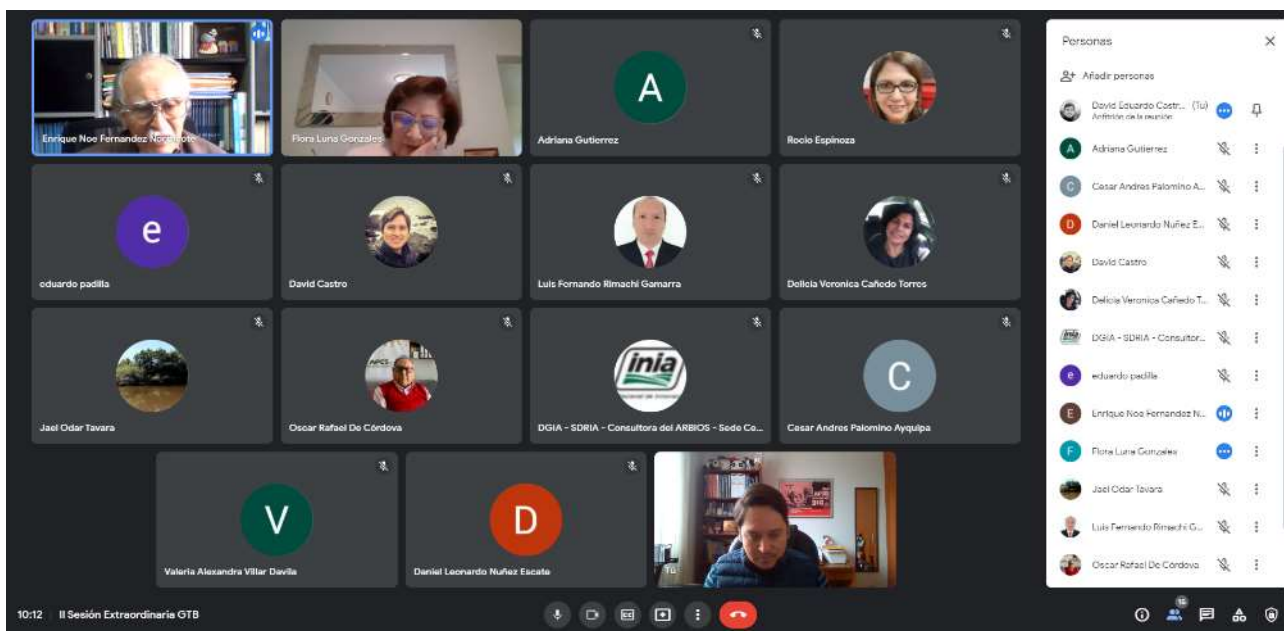 Enrique Noe Fernandez Northcote
Flora Luna Gonzales
A
Adriana Gutierrez
Rocio Espinoza
e
eduardo padilla
David Castro
Luis Fernando Rimachi Gamarra
Delicia Veronica Cañedo Torres
Jael Odar Tavara
Oscar Rafael De Córdova
inia
DGIA - SDRIA - Consultora del ARBIOS - Sede Ce...
C
Cesar Andres Palomino Ayquipa
V
Valeria Alexandra Villar Davila
D
Daniel Leonardo Nuñez Escate
Tú
Personas
Añadir personas
David Eduardo Castr... (Tú)
Anfitrión de la reunión
A
Adriana Gutierrez
C
Cesar Andres Palomino A...
D
Daniel Leonardo Nuñez E...
David Castro
Delicia Veronica Cañedo T...
inia
DGIA - SDRIA - Consultor...
e
eduardo padilla
E
Enrique Noe Fernandez N...
F
Flora Luna Gonzales
Jael Odar Tavara
Luis Fernando Rimachi G...
Oscar Rafael De Córdova
10:12
II Sesión Extraordinaria GTB